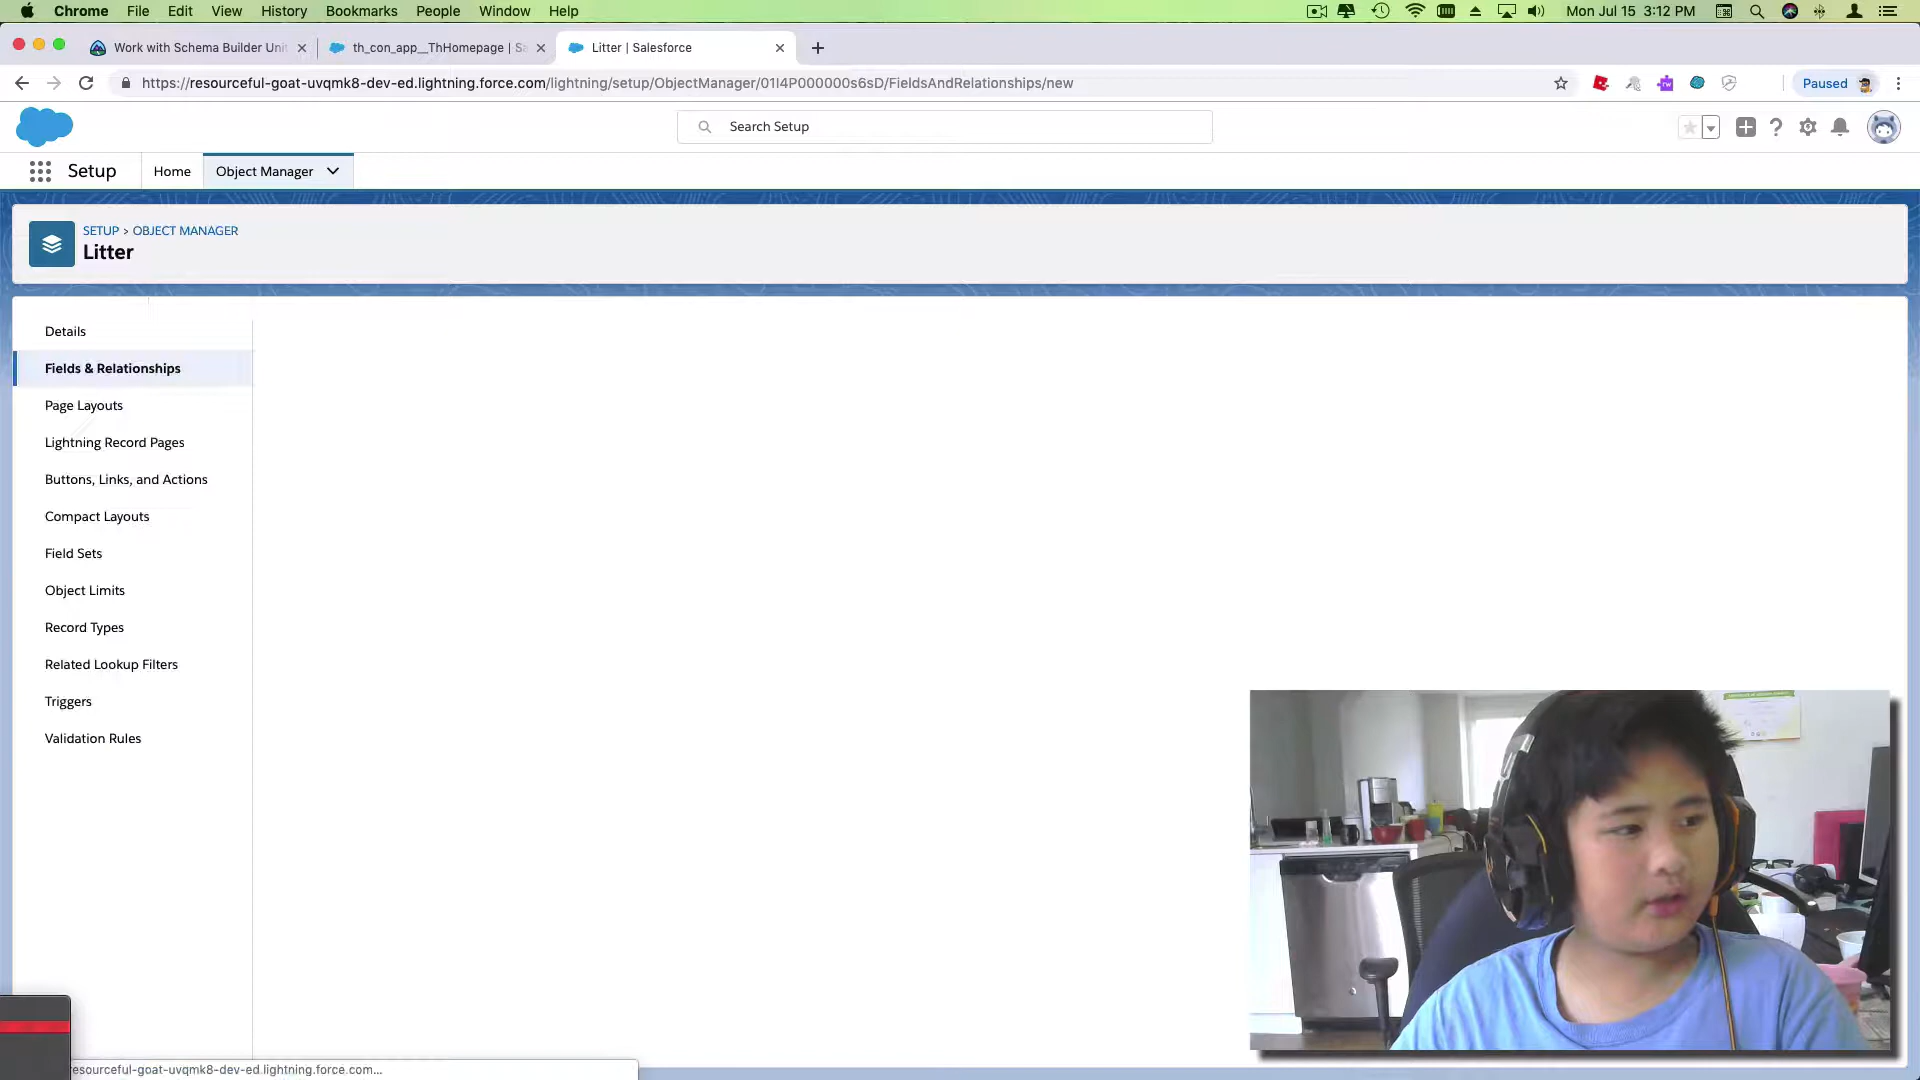 Chrome File Edit View History Bookmarks People Window Help Mon Jul 15 3:12 PM
Work with Schema Builder Unit th_con_app__ThHomepage | Sa Litter | Salesforce
https://resourceful-goat-uvqmk8-dev-ed.lightning.force.com/lightning/setup/ObjectManager/01I4P000000s6sD/FieldsAndRelationships/new Paused
Search Setup
Setup Home Object Manager
SETUP > OBJECT MANAGER
Litter
Details
Fields & Relationships
Page Layouts
Lightning Record Pages
Buttons, Links, and Actions
Compact Layouts
Field Sets
Object Limits
Record Types
Related Lookup Filters
Triggers
Validation Rules
esourceful-goat-uvqmk8-dev-ed.lightning.force.com...